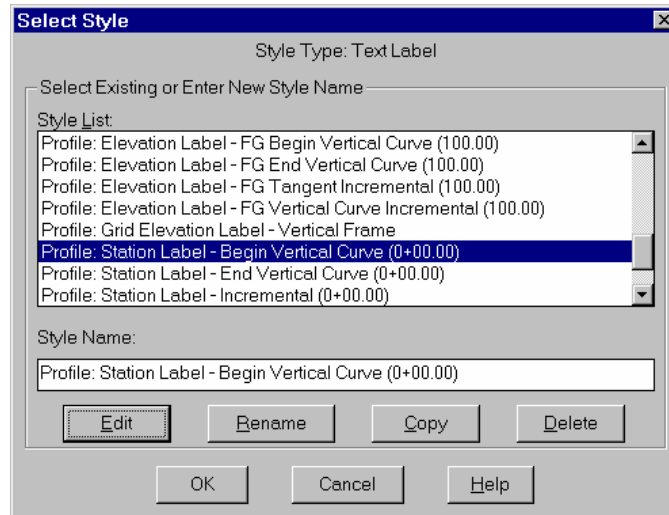 Select Style
Style Type: Text Label
Select Existing or Enter New Style Name
Style List:
Profile: Elevation Label - FG Begin Vertical Curve (100.00)
Profile: Elevation Label - FG End Vertical Curve (100.00)
Profile: Elevation Label - FG Tangent Incremental (100.00)
Profile: Elevation Label - FG Vertical Curve Incremental (100.00)
Profile: Grid Elevation Label - Vertical Frame
Profile: Station Label - Begin Vertical Curve (0+00.00)
Profile: Station Label - End Vertical Curve (0+00.00)
Profile: Station Label - Incremental (0+00.00)
Style Name:
Profile: Station Label - Begin Vertical Curve (0+00.00)
Edit Rename Copy Delete
OK Cancel Help